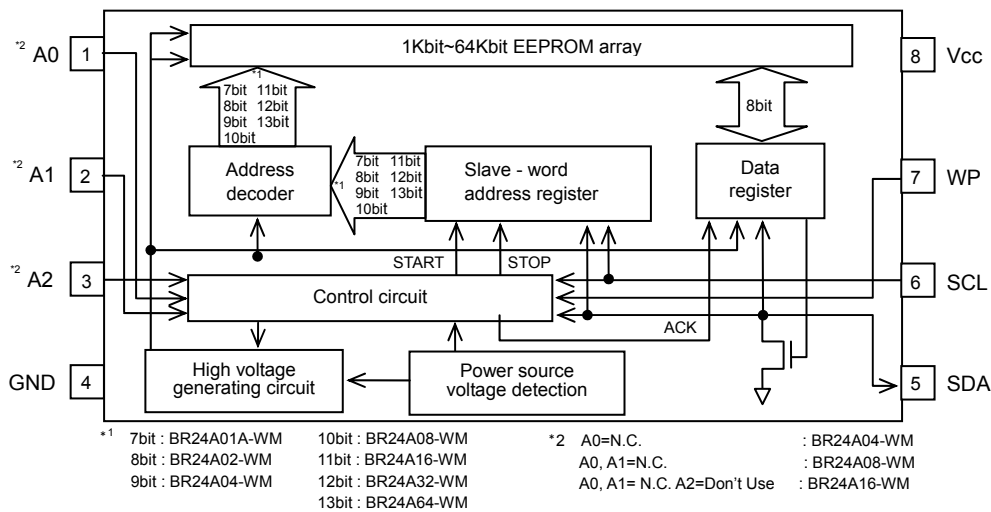 1Kbit~64Kbit EEPROM array
*2 A0 1
8 Vcc
*1
7bit 11bit
8bit 12bit
9bit 13bit
10bit
8bit
*2 A1 2
Address
decoder
*1
7bit 11bit
8bit 12bit
9bit 13bit
10bit
Slave - word
address register
Data
register
7 WP
START STOP
*2 A2 3
Control circuit
6 SCL
ACK
GND 4
High voltage
generating circuit
Power source
voltage detection
5 SDA
*1 7bit : BR24A01A-WM
8bit : BR24A02-WM
9bit : BR24A04-WM
10bit : BR24A08-WM
11bit : BR24A16-WM
12bit : BR24A32-WM
13bit : BR24A64-WM
*2 A0=N.C. : BR24A04-WM
A0, A1=N.C. : BR24A08-WM
A0, A1= N.C. A2=Don't Use : BR24A16-WM